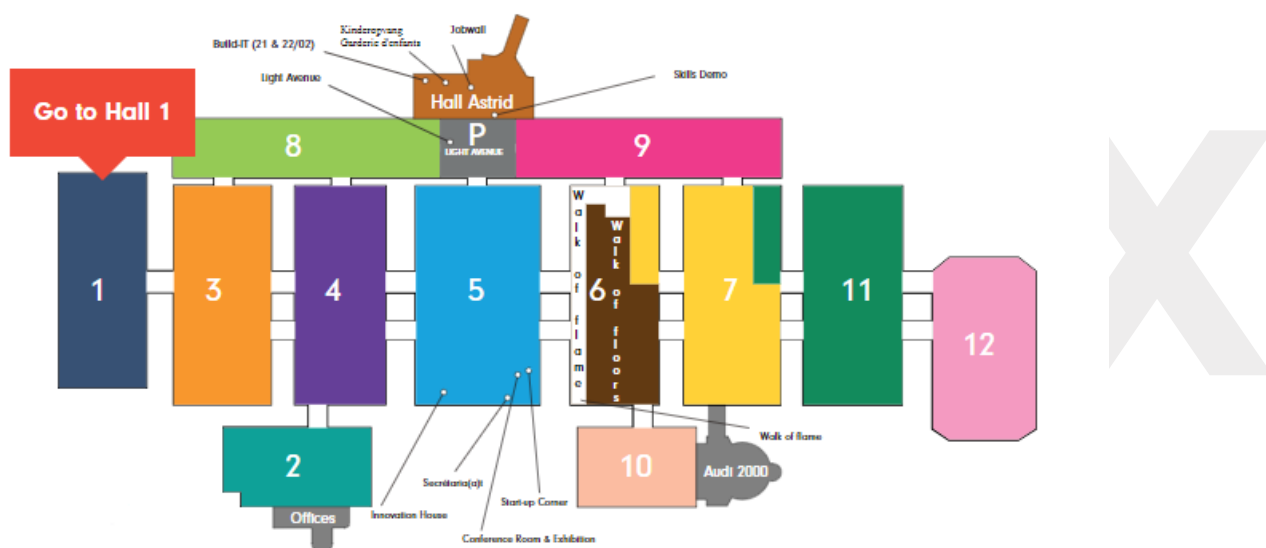 Kinderopvang
Garderie d'enfants
Jobwall
Build-IT (21 & 22/02)
Light Avenue
Skills Demo
Hall Astrid
Go to Hall 1
8
P
LIGHT AVENUE
9
1
3
4
5
6
7
11
12
Walk of flame
Walk of floors
Walk of flame
2
10
Audi 2000
Offices
Innovation House
Secrétaria(a)t
Start-up Corner
Conference Room & Exhibition
X